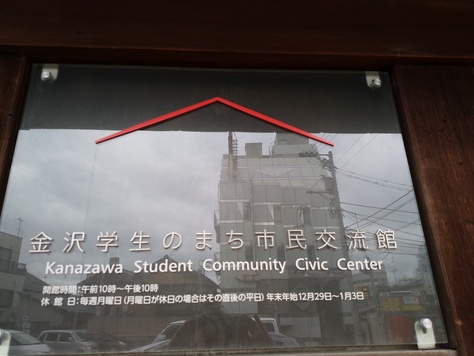 金沢学生のまち市民交流館
Kanazawa Student Community Civic Center
開館時間:午前10時〜午後10時
休 館 日:毎週月曜日(月曜日が休日の場合はその直後の平日) 年末年始12月29日〜1月3日